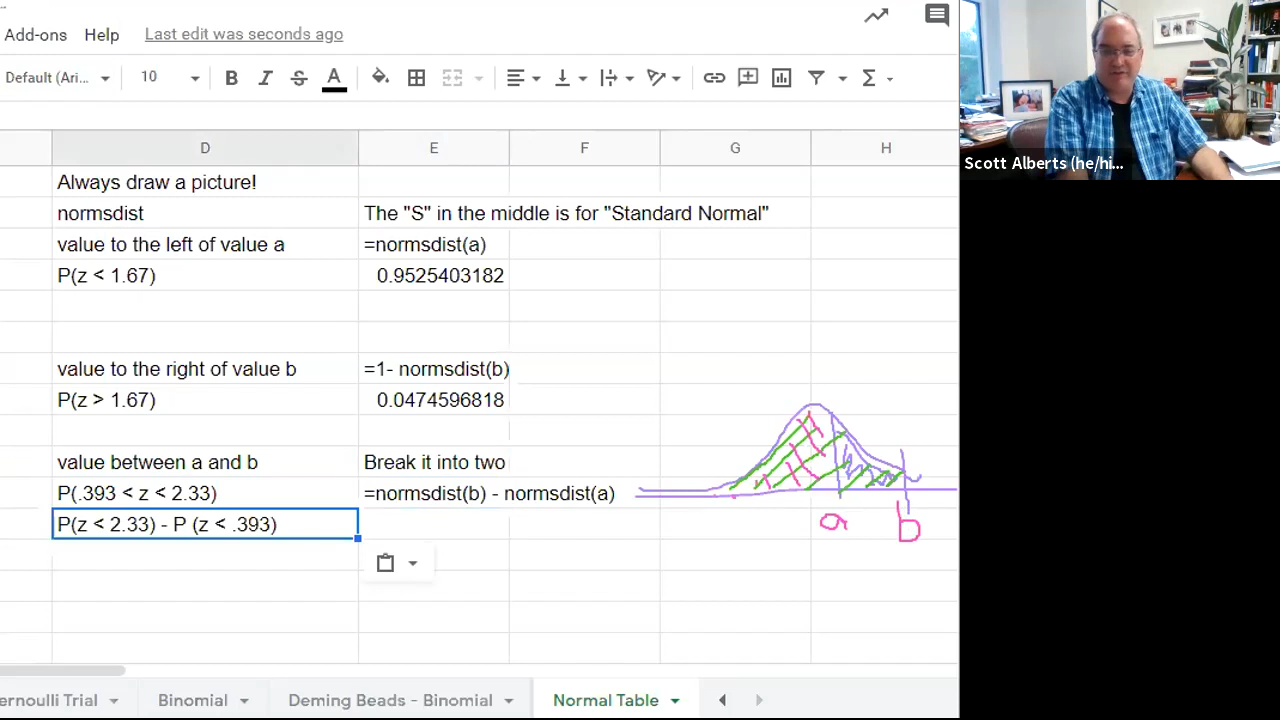 Add-ons Help Last edit was seconds ago
Default (Ari... 10 B I S A Σ
D E F G H
Always draw a picture!
normsdist The "S" in the middle is for "Standard Normal"
value to the left of value a =normsdist(a)
P(z < 1.67) 0.9525403182
value to the right of value b =1- normsdist(b)
P(z > 1.67) 0.0474596818
value between a and b Break it into two
P(.393 < z < 2.33) =normsdist(b) - normsdist(a)
P(z < 2.33) - P (z < .393)
a b
ernoulli Trial Binomial Deming Beads - Binomial Normal Table
Scott Alberts (he/hi...